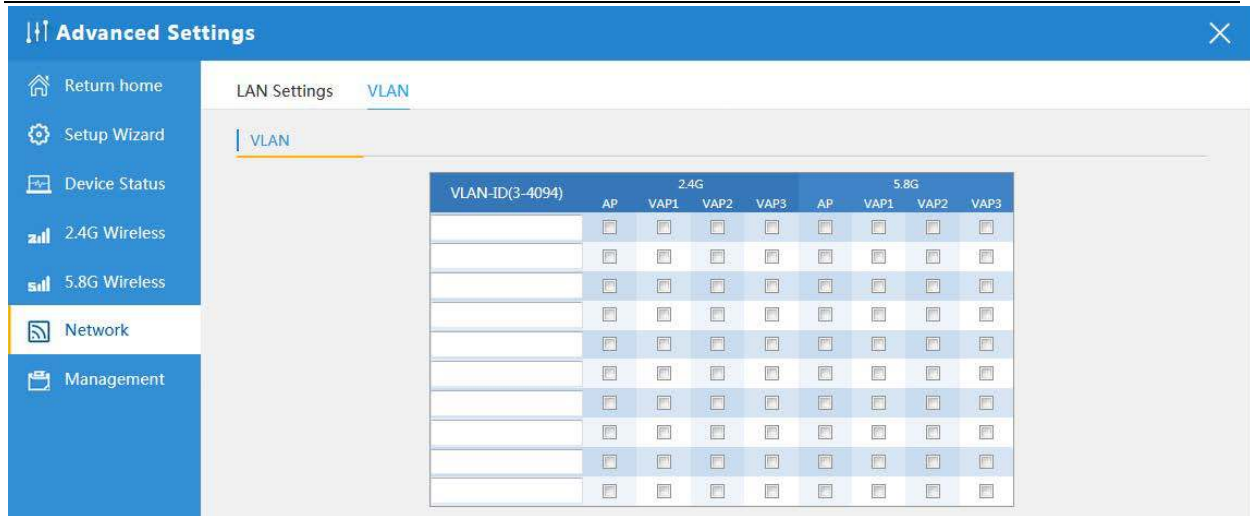 Advanced Settings
Return home
Setup Wizard
Device Status
2.4G Wireless
5.8G Wireless
Network
Management
LAN Settings VLAN
VLAN
VLAN-ID(3-4094) 2.4G 5.8G
AP VAP1 VAP2 VAP3 AP VAP1 VAP2 VAP3